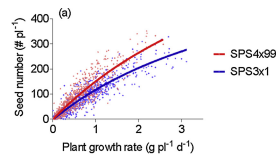 (a)
400
300
200
100
0
Seed number (# pl⁻¹)
0 1 2 3
Plant growth rate (g pl⁻¹ d⁻¹)
SPS4x99
SPS3x1